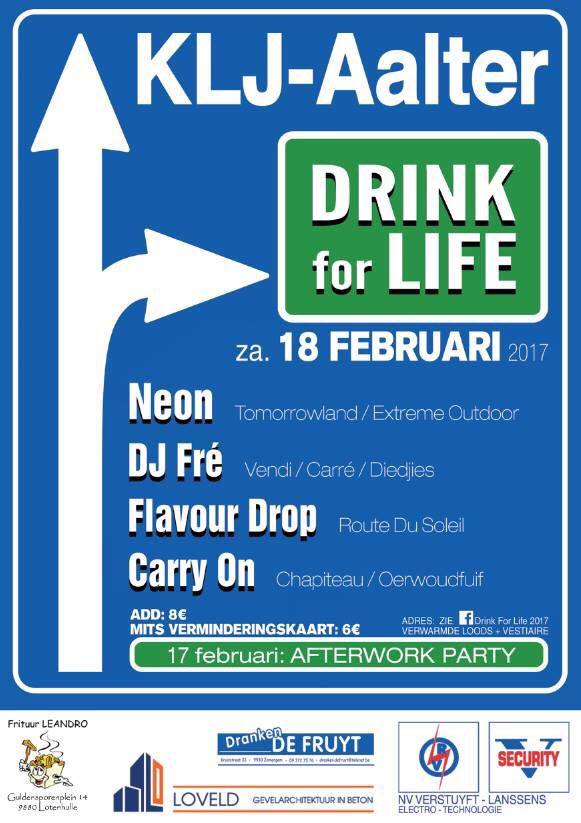 KLJ-Aalter
DRINK
for LIFE
za. 18 FEBRUARI 2017
Neon Tomorrowland / Extreme Outdoor
DJ Fré Vendi / Carré / Diedjies
Flavour Drop Route Du Soleil
Carry On Chapiteau / Oerwoudfuif
ADD: 8€
MITS VERMINDERINGSKAART: 6€
ADRES: ZIE f Drink For Life 2017
VERWARMDE LOODS + VESTIAIRE
17 februari: AFTERWORK PARTY
Frituur LEANDRO
Guldensporenplein 14
9880 Lotenhulle
Dranken
DE FRUYT
LOVELD GEVELARCHITEKTUUR IN BETON
SECURITY
NV VERSTUYFT - LANSSENS
ELECTRO - TECHNOLOGIE